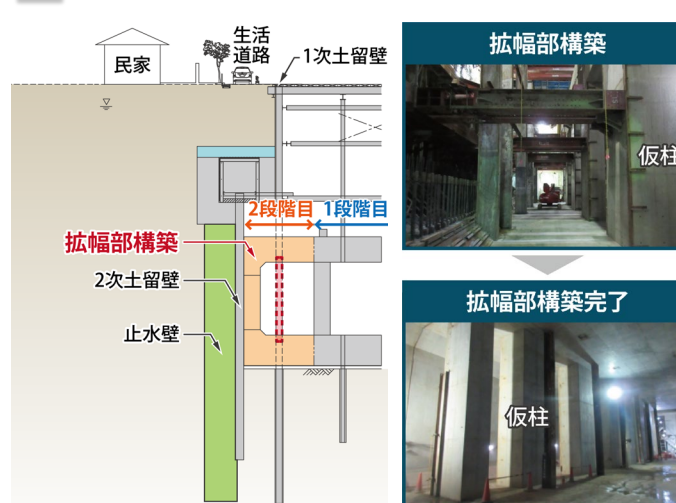 民家
生活
道路
1次土留壁
2段階目
1段階目
拡幅部構築
2次土留壁
止水壁
拡幅部構築
仮柱
拡幅部構築完了
仮柱